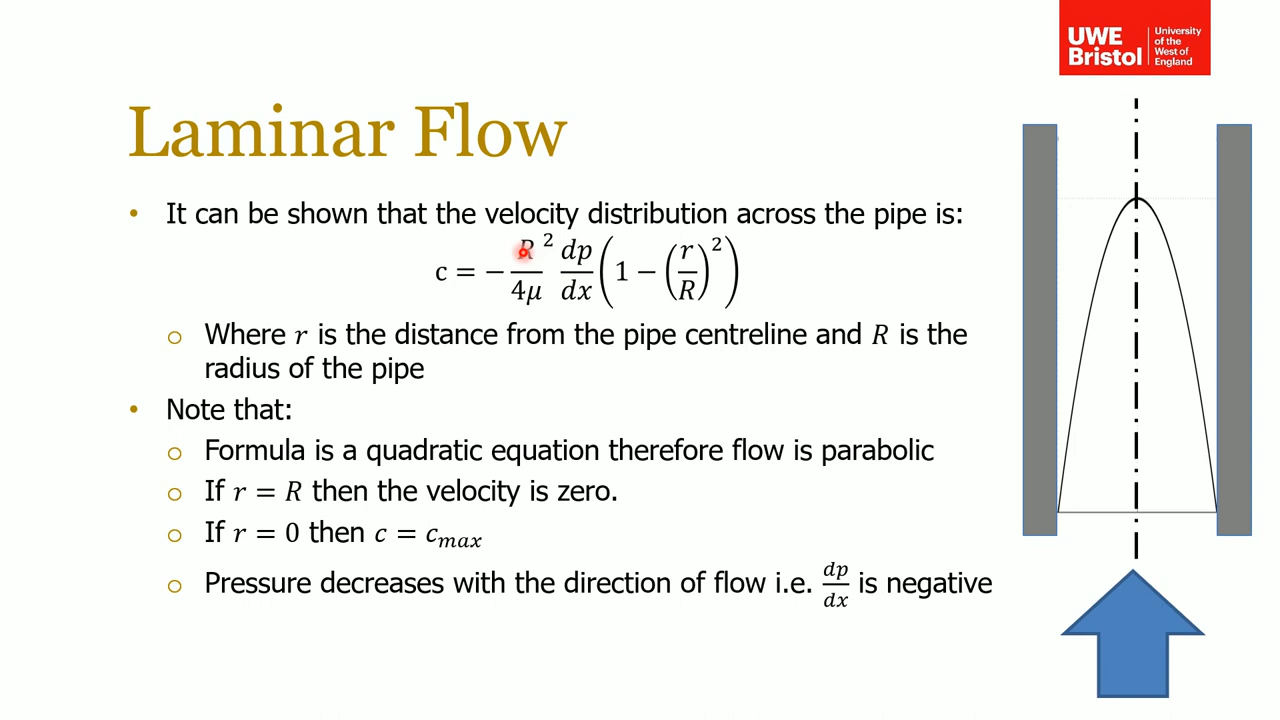 UWE
Bristol
University
of the
West of
England
Laminar Flow
• It can be shown that the velocity distribution across the pipe is:
c = −R²/4μ dp/dx (1 − (r/R)²)
o Where r is the distance from the pipe centreline and R is the
radius of the pipe
• Note that:
o Formula is a quadratic equation therefore flow is parabolic
o If r = R then the velocity is zero.
o If r = 0 then c = cₘₐₓ
o Pressure decreases with the direction of flow i.e. dp/dx is negative